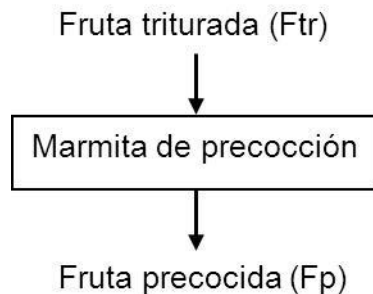 Fruta triturada (Ftr)
Marmita de precocción
Fruta precocida (Fp)